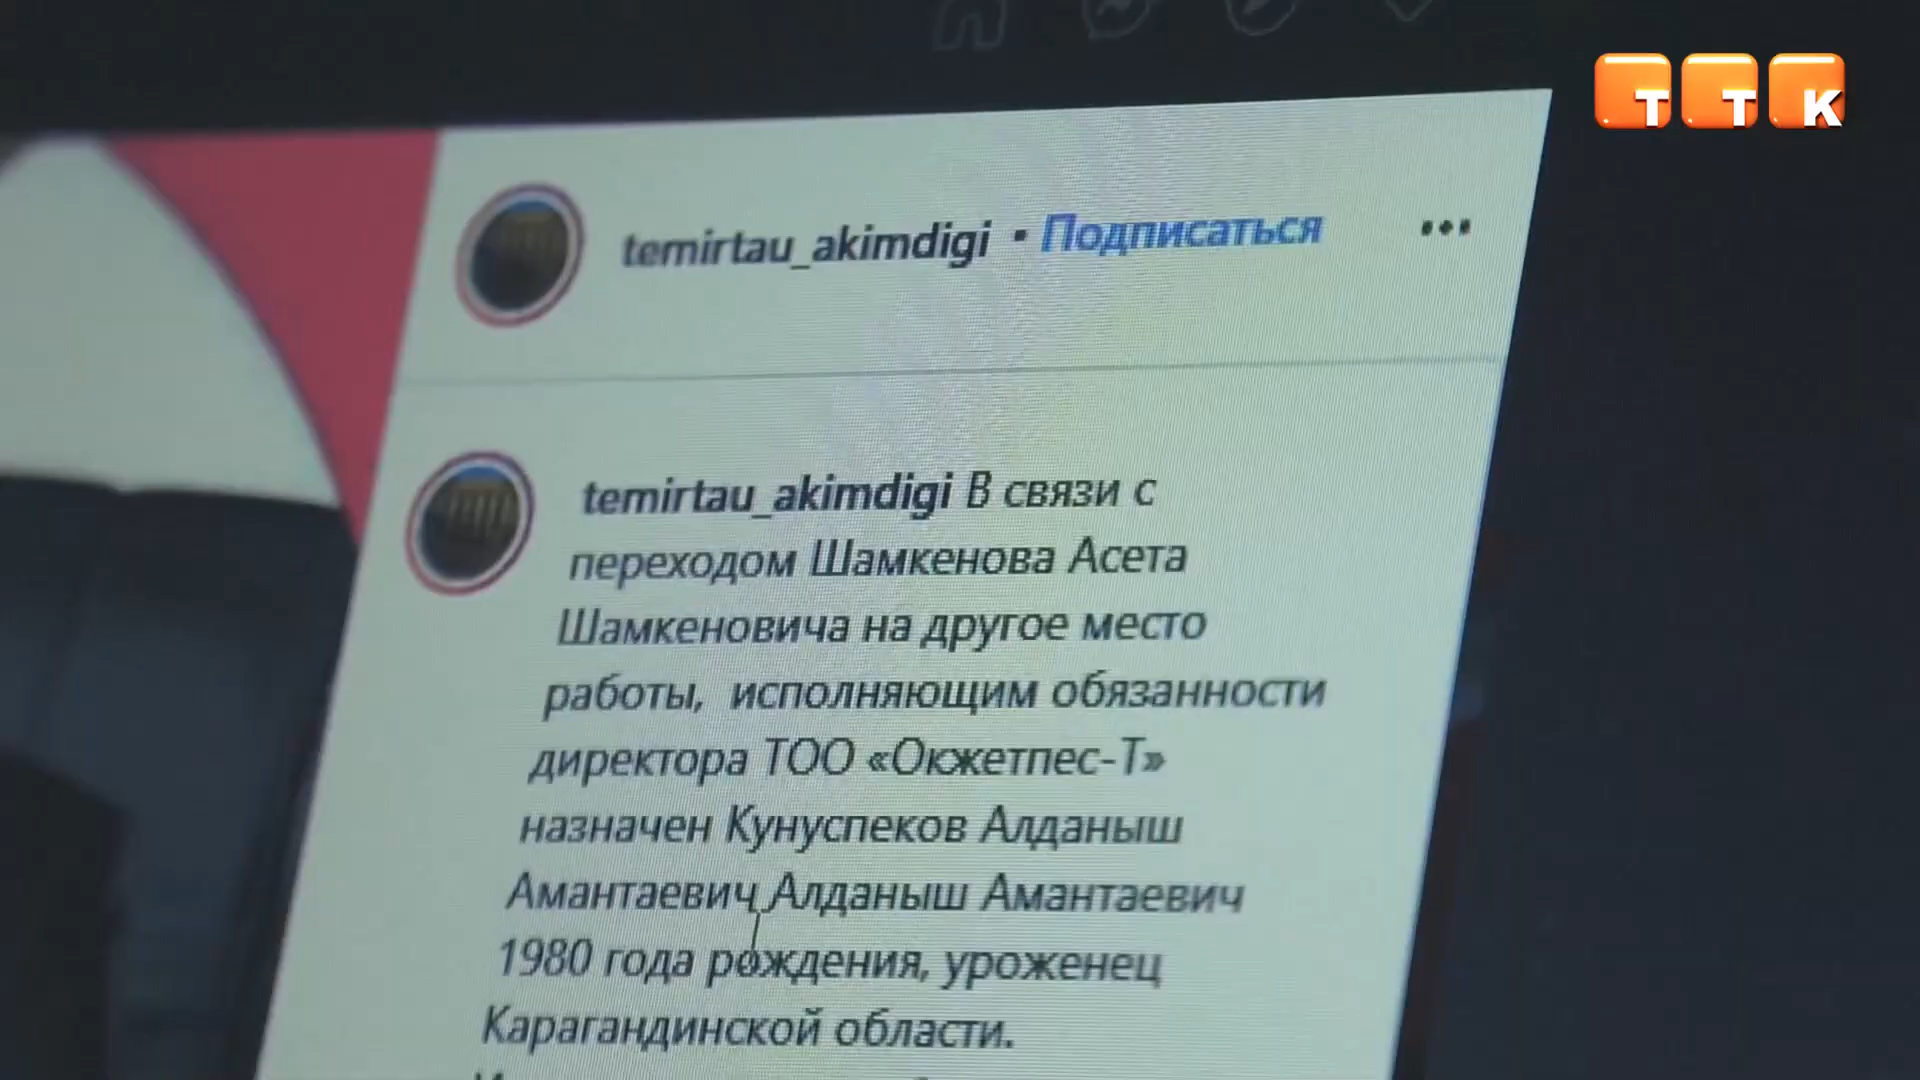 ТТК
temirtau_akimdigi • Подписаться •••
temirtau_akimdigi В связи с
переходом Шамкенова Асета
Шамкеновича на другое место
работы, исполняющим обязанности
директора ТОО «Окжетпес-Т»
назначен Кунуспеков Алданыш
Амантаевич Алданыш Амантаевич
1980 года рождения, уроженец
Карагандинской области.